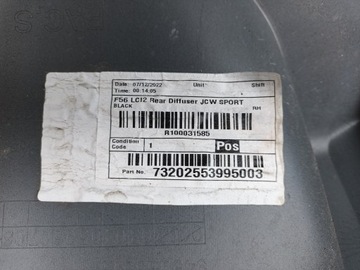 Date: 07/12/2022 Unit: Shift
Time: 00:14:05
F56 LCI2 Rear Diffuser JCW SPORT
BLACK RH
R100031585
Condition Code 1 Pos
Part No. 73202553995003